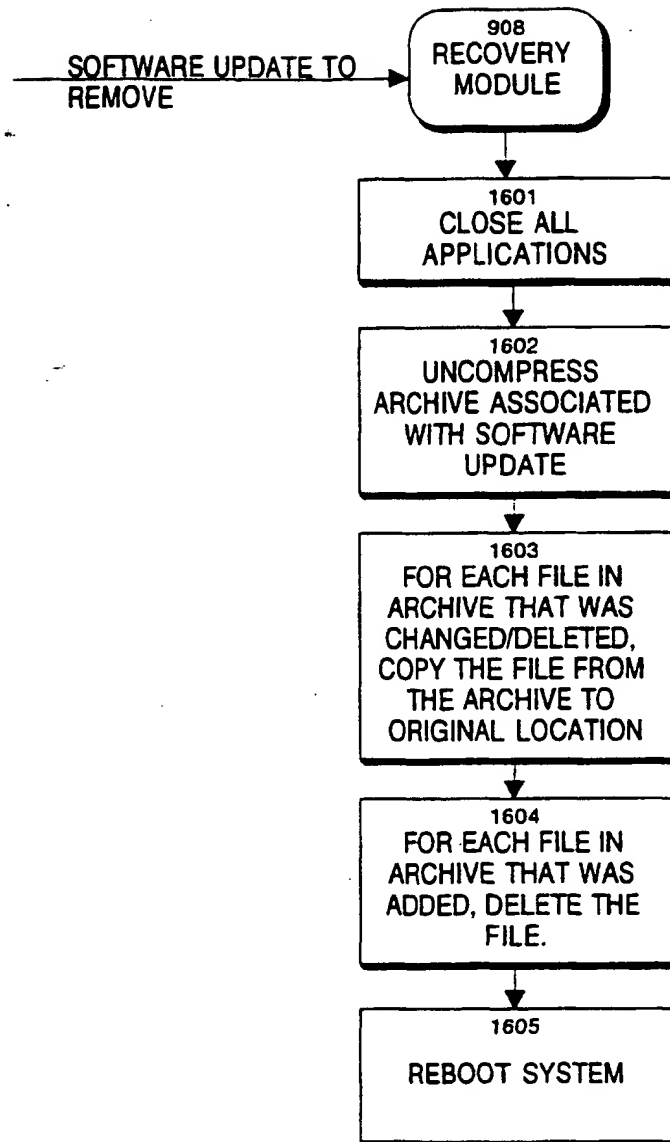 SOFTWARE UPDATE TO
REMOVE
908
RECOVERY
MODULE
1601
CLOSE ALL
APPLICATIONS
1602
UNCOMPRESS
ARCHIVE ASSOCIATED
WITH SOFTWARE
UPDATE
1603
FOR EACH FILE IN
ARCHIVE THAT WAS
CHANGED/DELETED,
COPY THE FILE FROM
THE ARCHIVE TO
ORIGINAL LOCATION
1604
FOR EACH FILE IN
ARCHIVE THAT WAS
ADDED, DELETE THE
FILE.
1605
REBOOT SYSTEM